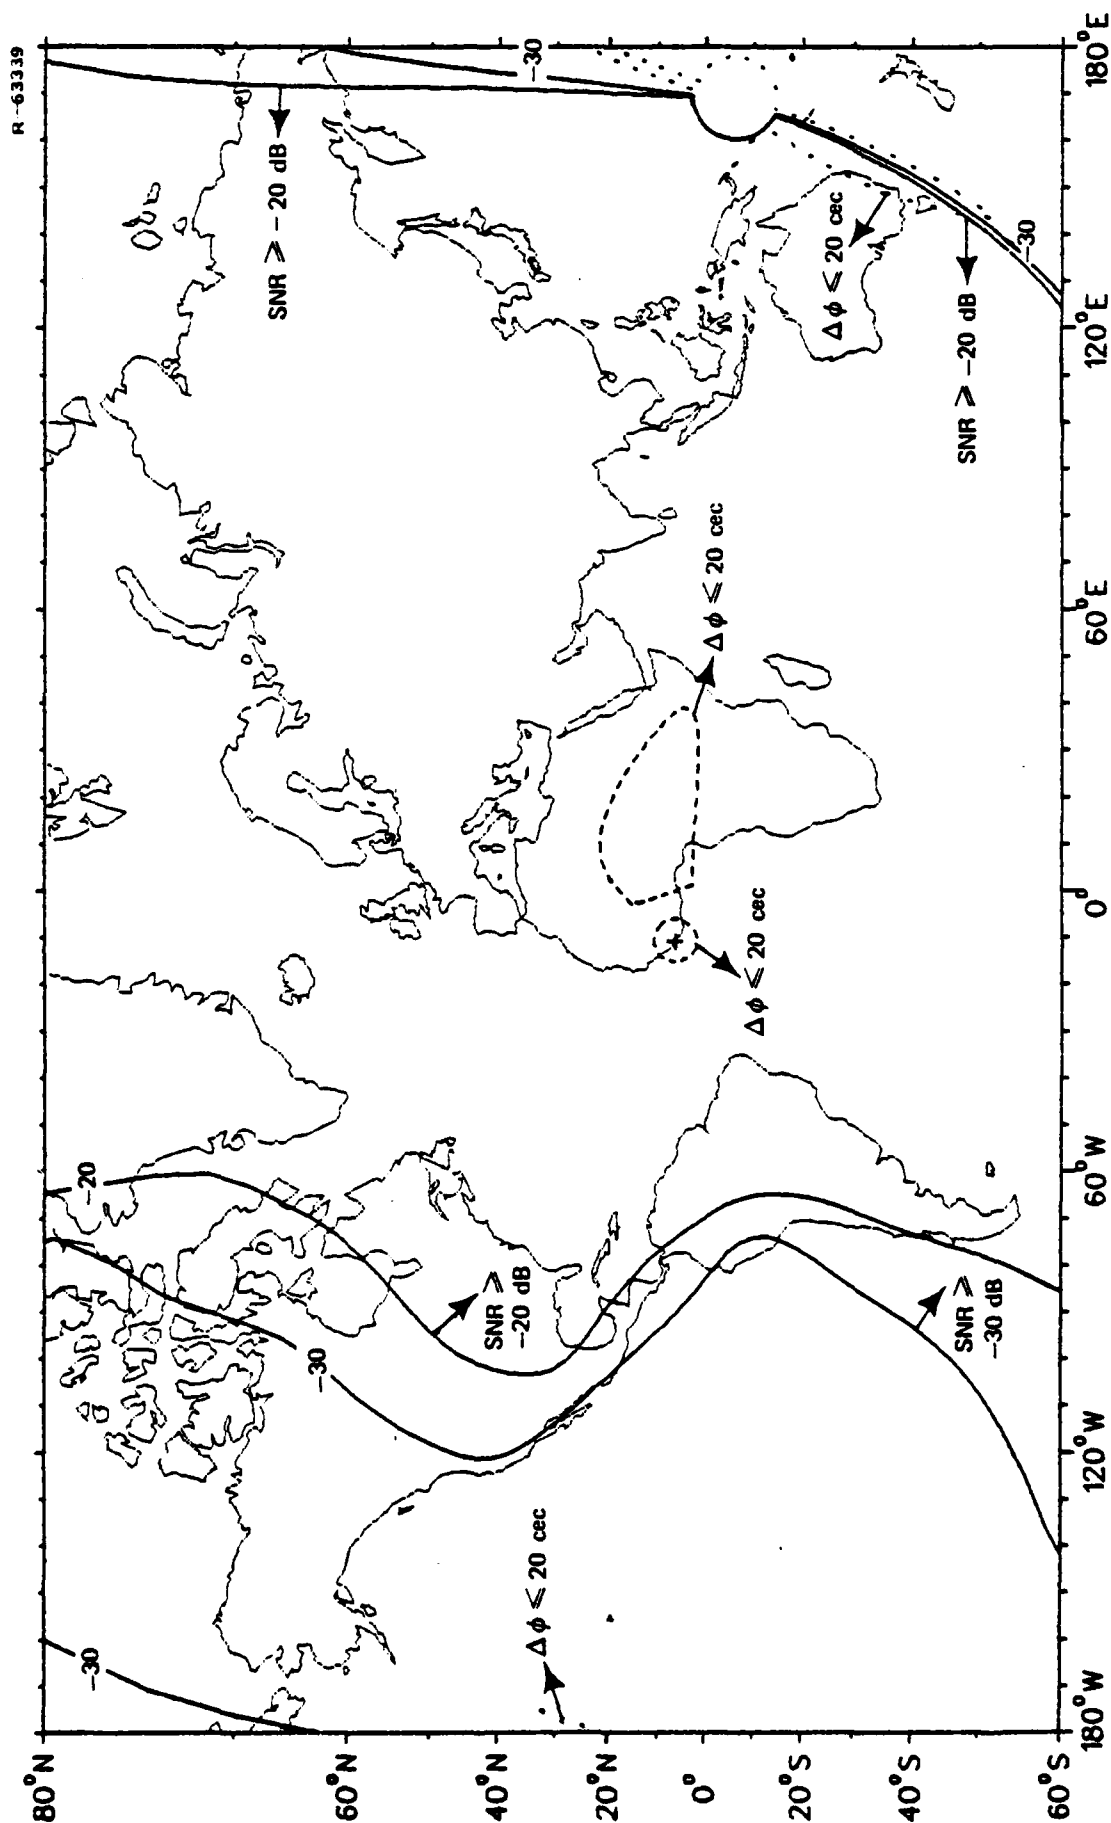 R-63339
80°N
60°N
40°N
20°N
0°
20°S
40°S
60°S
180°W
120°W
60°W
0°
60°E
120°E
180°E
-30
-30
-20
-30
-30
SNR ⩾ -20 dB
SNR ⩾
-20 dB
SNR ⩾
-30 dB
SNR ⩾ -20 dB
Δϕ ⩽ 20 cec
Δϕ ⩽ 20 cec
Δϕ ⩽ 20 cec
Δϕ ⩽ 20 cec